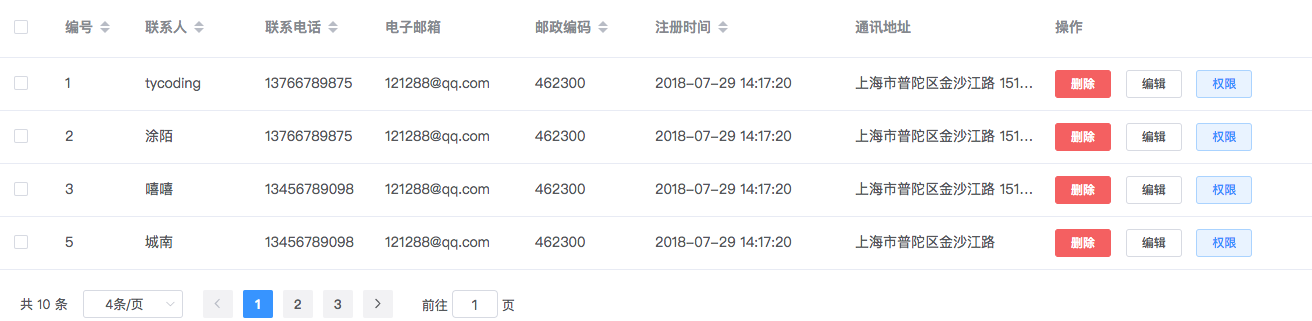 编号 联系人 联系电话 电子邮箱 邮政编码 注册时间 通讯地址 操作
1 tycoding 13766789875 121288@qq.com 462300 2018-07-29 14:17:20 上海市普陀区金沙江路 151... 删除 编辑 权限
2 涂陌 13766789875 121288@qq.com 462300 2018-07-29 14:17:20 上海市普陀区金沙江路 151... 删除 编辑 权限
3 嘻嘻 13456789098 121288@qq.com 462300 2018-07-29 14:17:20 上海市普陀区金沙江路 151... 删除 编辑 权限
5 城南 13456789098 121288@qq.com 462300 2018-07-29 14:17:20 上海市普陀区金沙江路 删除 编辑 权限
共 10 条 4条/页 1 2 3 前往 1 页